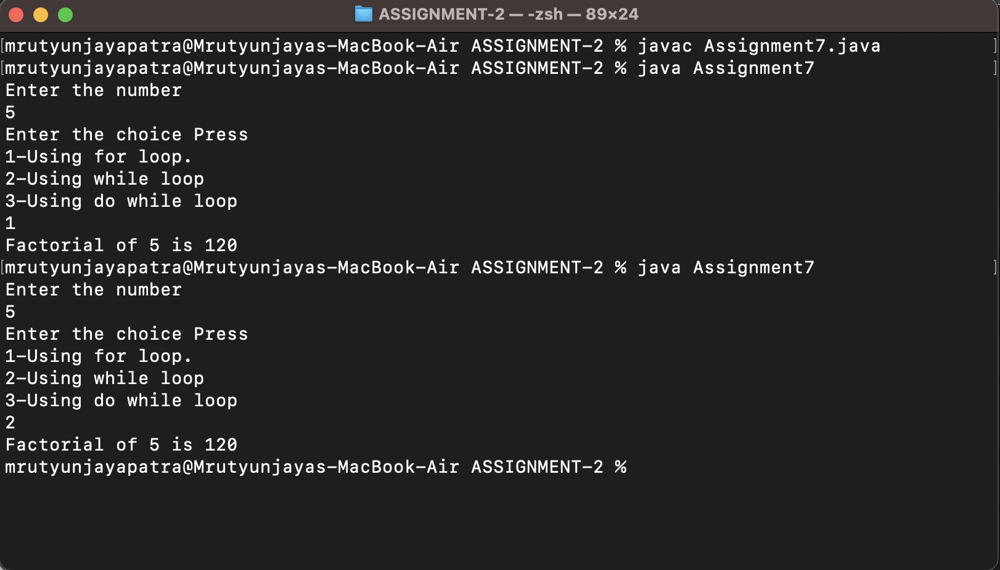 ASSIGNMENT-2 — -zsh — 89×24
[mrutyunjayapatra@Mrutyunjayas-MacBook-Air ASSIGNMENT-2 % javac Assignment7.java ]
[mrutyunjayapatra@Mrutyunjayas-MacBook-Air ASSIGNMENT-2 % java Assignment7 ]
Enter the number
5
Enter the choice Press
1-Using for loop.
2-Using while loop
3-Using do while loop
1
Factorial of 5 is 120
[mrutyunjayapatra@Mrutyunjayas-MacBook-Air ASSIGNMENT-2 % java Assignment7 ]
Enter the number
5
Enter the choice Press
1-Using for loop.
2-Using while loop
3-Using do while loop
2
Factorial of 5 is 120
mrutyunjayapatra@Mrutyunjayas-MacBook-Air ASSIGNMENT-2 %